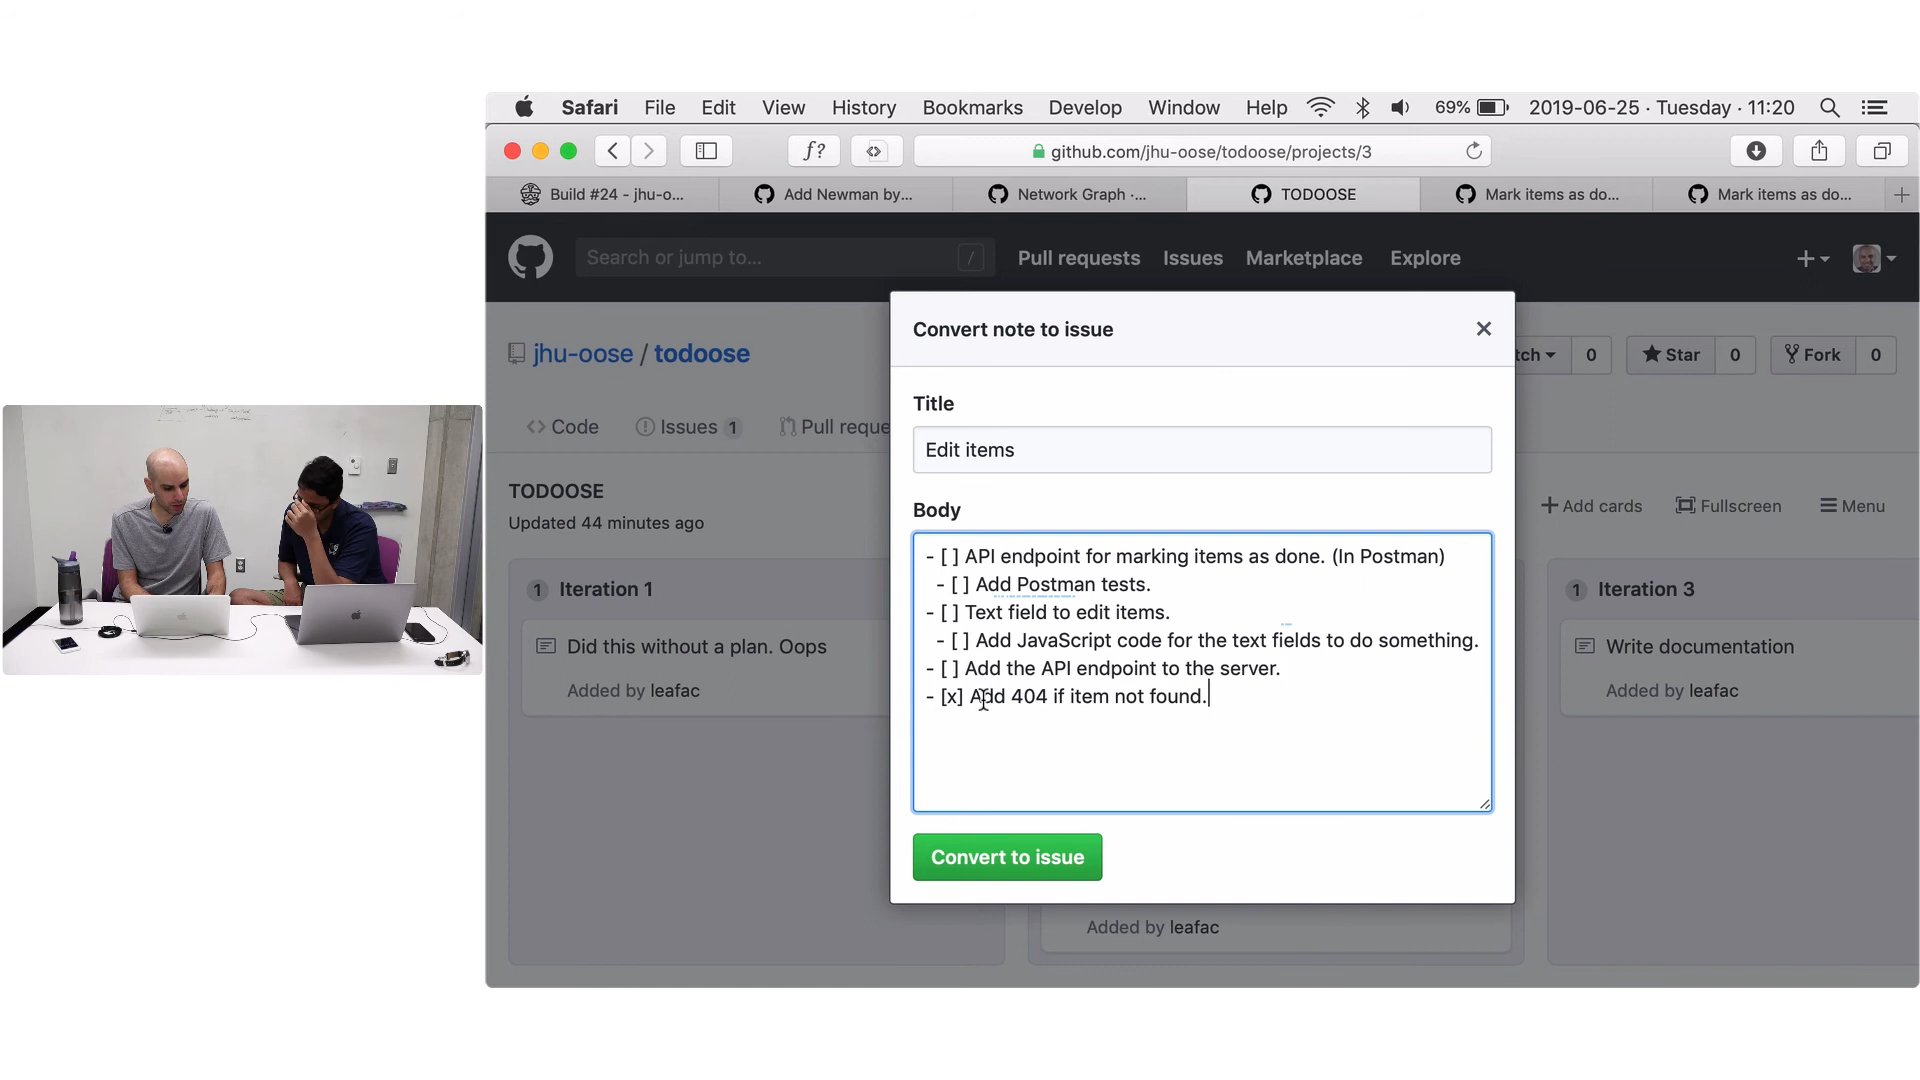 Safari File Edit View History Bookmarks Develop Window Help 69% 2019-06-25 · Tuesday · 11:20
f? github.com/jhu-oose/todoose/projects/3
Build #24 - jhu-o... Add Newman by... Network Graph ·... TODOOSE Mark items as do... Mark items as do...
Search or jump to... / Pull requests Issues Marketplace Explore
Convert note to issue
jhu-oose / todoose tch 0 Star 0 Fork 0
Title
Code Issues 1 Pull reque
Edit items
TODOOSE
Updated 44 minutes ago
Add cards Fullscreen Menu
Body
- [ ] API endpoint for marking items as done. (In Postman)
- [ ] Add Postman tests.
- [ ] Text field to edit items.
- [ ] Add JavaScript code for the text fields to do something.
- [ ] Add the API endpoint to the server.
- [x] Add 404 if item not found.
1 Iteration 1
Did this without a plan. Oops
Added by leafac
1 Iteration 3
Write documentation
Added by leafac
Convert to issue
Added by leafac